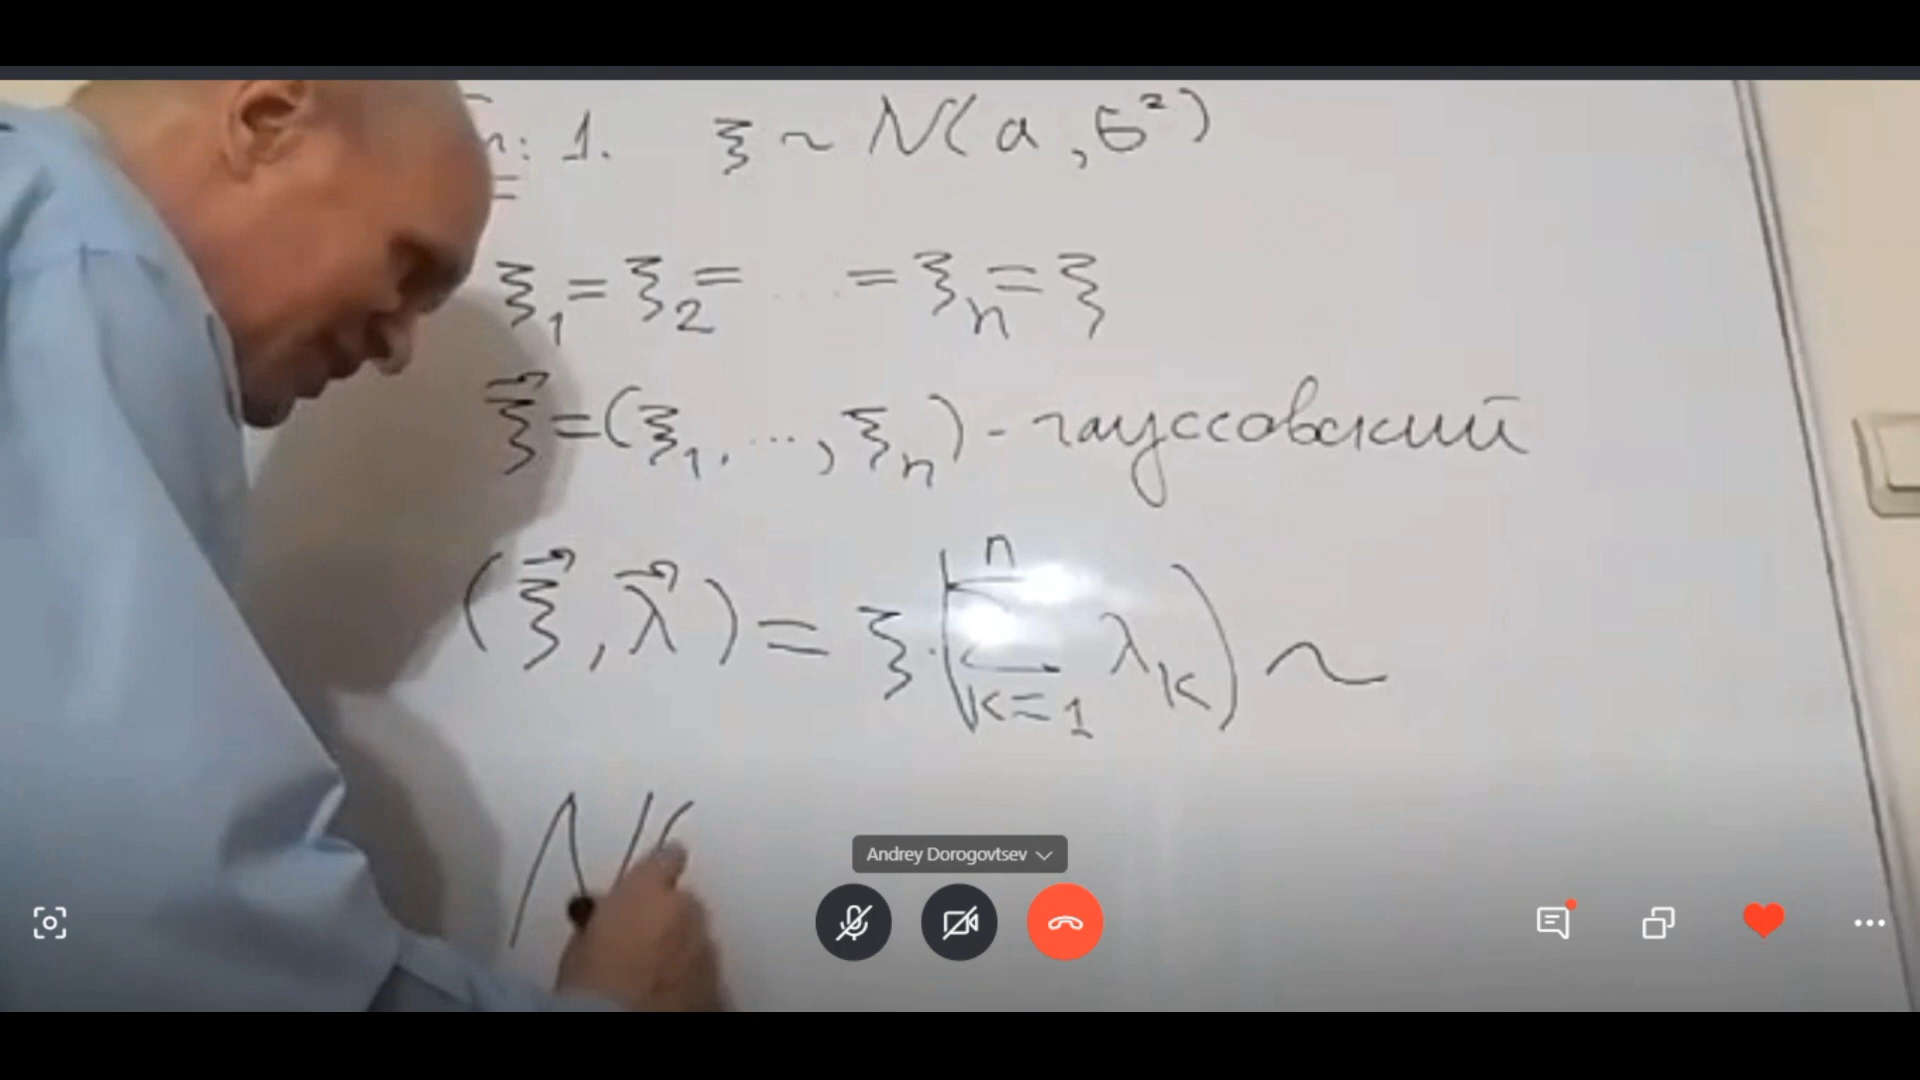 : 1. ξ ~ N(a, σ²)
ξ₁ = ξ₂ = ... = ξₙ = ξ
ξ⃗ = (ξ₁, ..., ξₙ) - гауссовский
(ξ⃗, λ⃗) = ξ · (∑ₖ₌₁ⁿ λₖ) ~
N(
Andrey Dorogovtsev